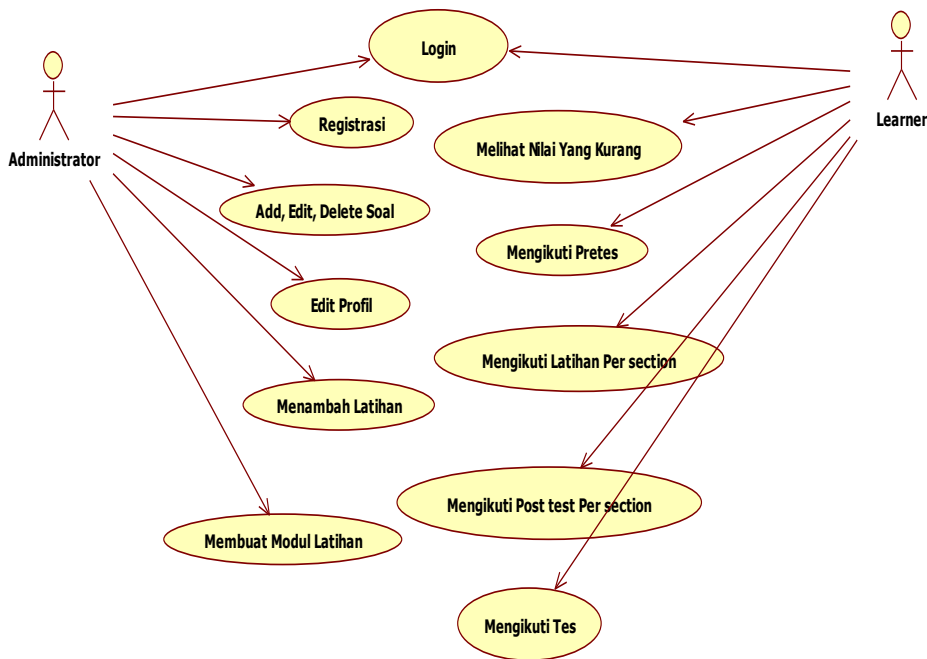 Login
Administrator
Learner
Registrasi
Melihat Nilai Yang Kurang
Add, Edit, Delete Soal
Mengikuti Pretes
Edit Profil
Mengikuti Latihan Per section
Menambah Latihan
Mengikuti Post test Per section
Membuat Modul Latihan
Mengikuti Tes